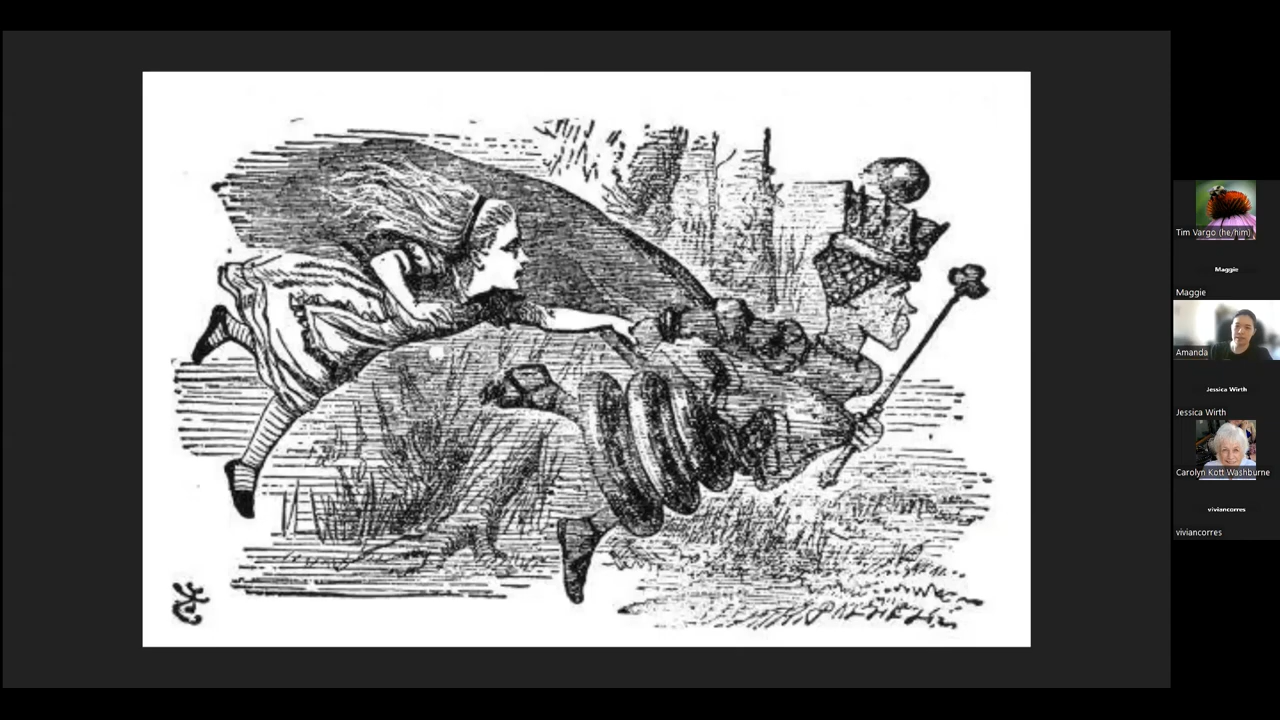 Tim Vargo (he/him)
Maggie
Maggie
Amanda
Jessica Wirth
Jessica Wirth
Carolyn Kott Washburne
viviancorres
viviancorres